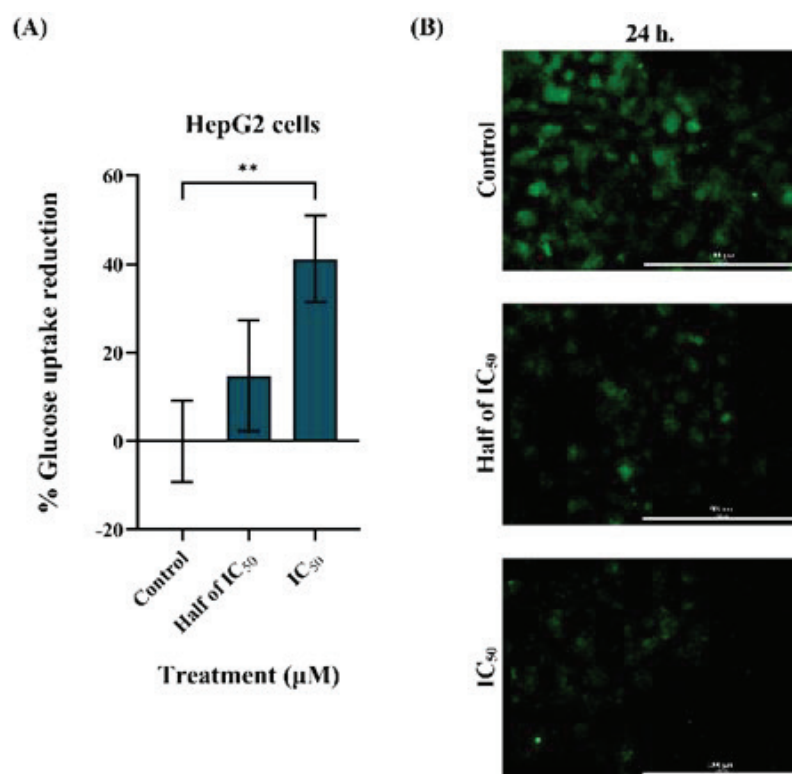 (A)
HepG2 cells
**
60
40
20
0
-20
% Glucose uptake reduction
Control
Half of IC₅₀
IC₅₀
Treatment (µM)
(B)
24 h.
Control
Half of IC₅₀
IC₅₀